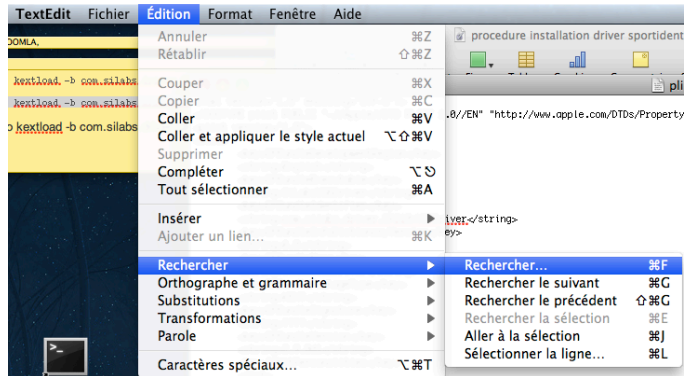 TextEdit Fichier Édition Format Fenêtre Aide
OOMLA,
kextload -b com.silabs
kextload -b com.silabs
o kextload -b com.silabs
Annuler ⌘Z
Rétablir ⇧⌘Z
Couper ⌘X
Copier ⌘C
Coller ⌘V
Coller et appliquer le style actuel ⌥⇧⌘V
Supprimer
Compléter ⌥⎋
Tout sélectionner ⌘A
Insérer ▶
Ajouter un lien... ⌘K
Rechercher ▶
Orthographe et grammaire ▶
Substitutions ▶
Transformations ▶
Parole ▶
Caractères spéciaux... ⌥⌘T
procedure installation driver sportident
pli
.0//EN" "http://www.apple.com/DTDs/Property
iver</string>
ey>
Rechercher... ⌘F
Rechercher le suivant ⌘G
Rechercher le précédent ⇧⌘G
Rechercher la sélection ⌘E
Aller à la sélection ⌘J
Sélectionner la ligne... ⌘L
>_